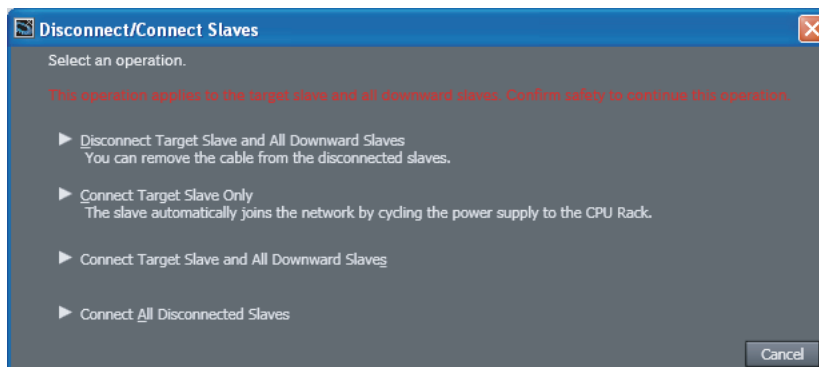 Disconnect/Connect Slaves
Select an operation.
This operation applies to the target slave and all downward slaves. Confirm safety to continue this operation.
Disconnect Target Slave and All Downward Slaves
You can remove the cable from the disconnected slaves.
Connect Target Slave Only
The slave automatically joins the network by cycling the power supply to the CPU Rack.
Connect Target Slave and All Downward Slaves
Connect All Disconnected Slaves
Cancel